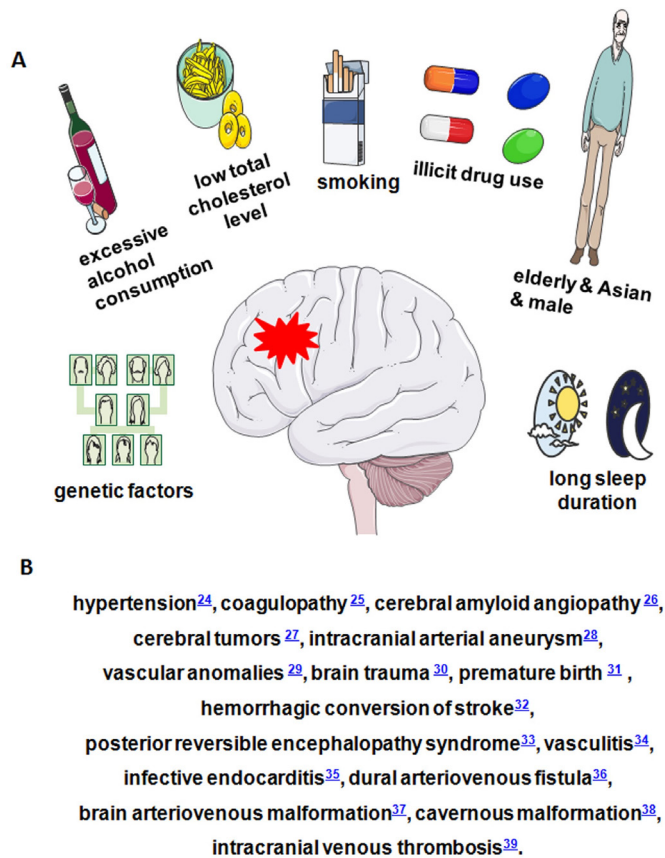 A
excessive
alcohol
consumption
low total
cholesterol
level
smoking
illicit drug use
elderly & Asian
& male
genetic factors
long sleep
duration
B
hypertension24, coagulopathy 25, cerebral amyloid angiopathy 26,
cerebral tumors 27, intracranial arterial aneurysm28,
vascular anomalies 29, brain trauma 30, premature birth 31 ,
hemorrhagic conversion of stroke32,
posterior reversible encephalopathy syndrome33, vasculitis34,
infective endocarditis35, dural arteriovenous fistula36,
brain arteriovenous malformation37, cavernous malformation38,
intracranial venous thrombosis39.